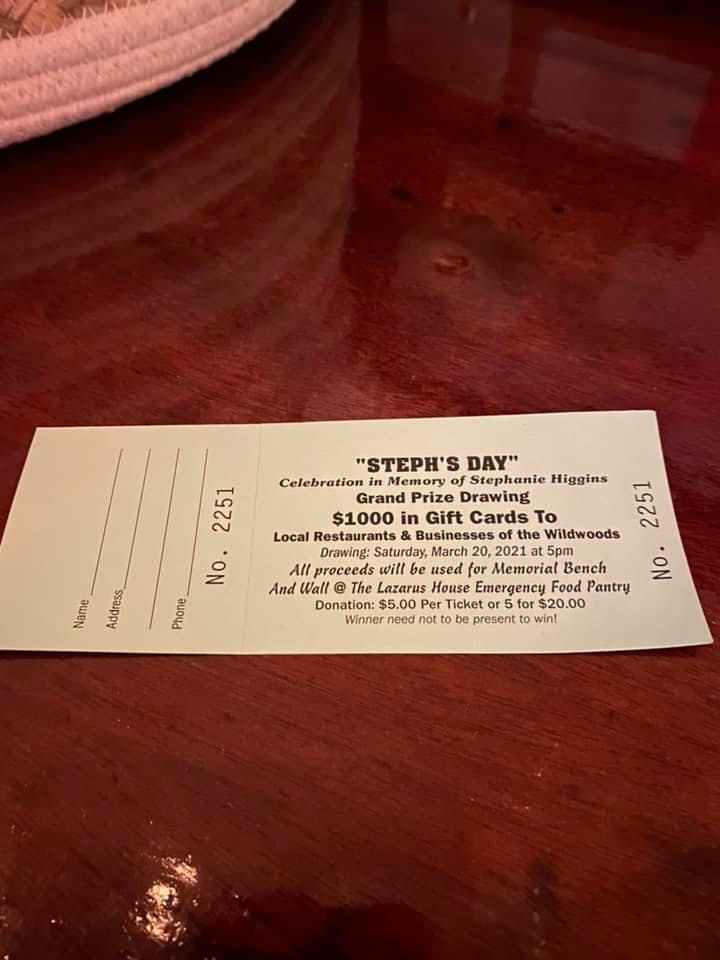 Name
Address
Phone
No. 2251
"STEPH'S DAY"
Celebration in Memory of Stephanie Higgins
Grand Prize Drawing
$1000 in Gift Cards To
Local Restaurants & Businesses of the Wildwoods
Drawing: Saturday, March 20, 2021 at 5pm
All proceeds will be used for Memorial Bench
And Wall @ The Lazarus House Emergency Food Pantry
Donation: $5.00 Per Ticket or 5 for $20.00
Winner need not to be present to win!
No. 2251